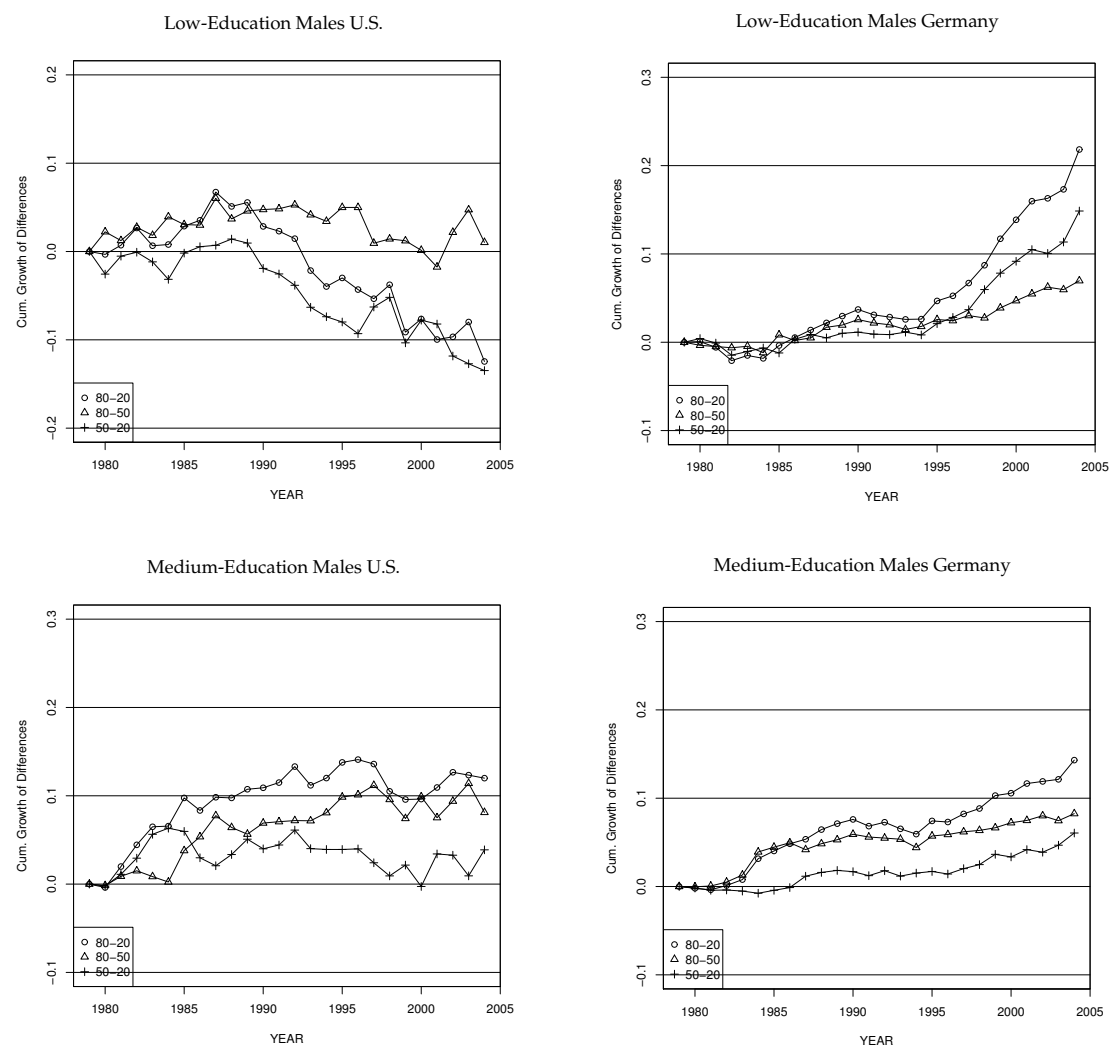 Low-Education Males U.S.
Cum. Growth of Differences
0.2
0.1
0.0
−0.1
−0.2
80−20
80−50
50−20
1980 1985 1990 1995 2000 2005
YEAR
Low-Education Males Germany
Cum. Growth of Differences
0.3
0.2
0.1
0.0
−0.1
80−20
80−50
50−20
1980 1985 1990 1995 2000 2005
YEAR
Medium-Education Males U.S.
Cum. Growth of Differences
0.3
0.2
0.1
0.0
−0.1
80−20
80−50
50−20
1980 1985 1990 1995 2000 2005
YEAR
Medium-Education Males Germany
Cum. Growth of Differences
0.3
0.2
0.1
0.0
−0.1
80−20
80−50
50−20
1980 1985 1990 1995 2000 2005
YEAR